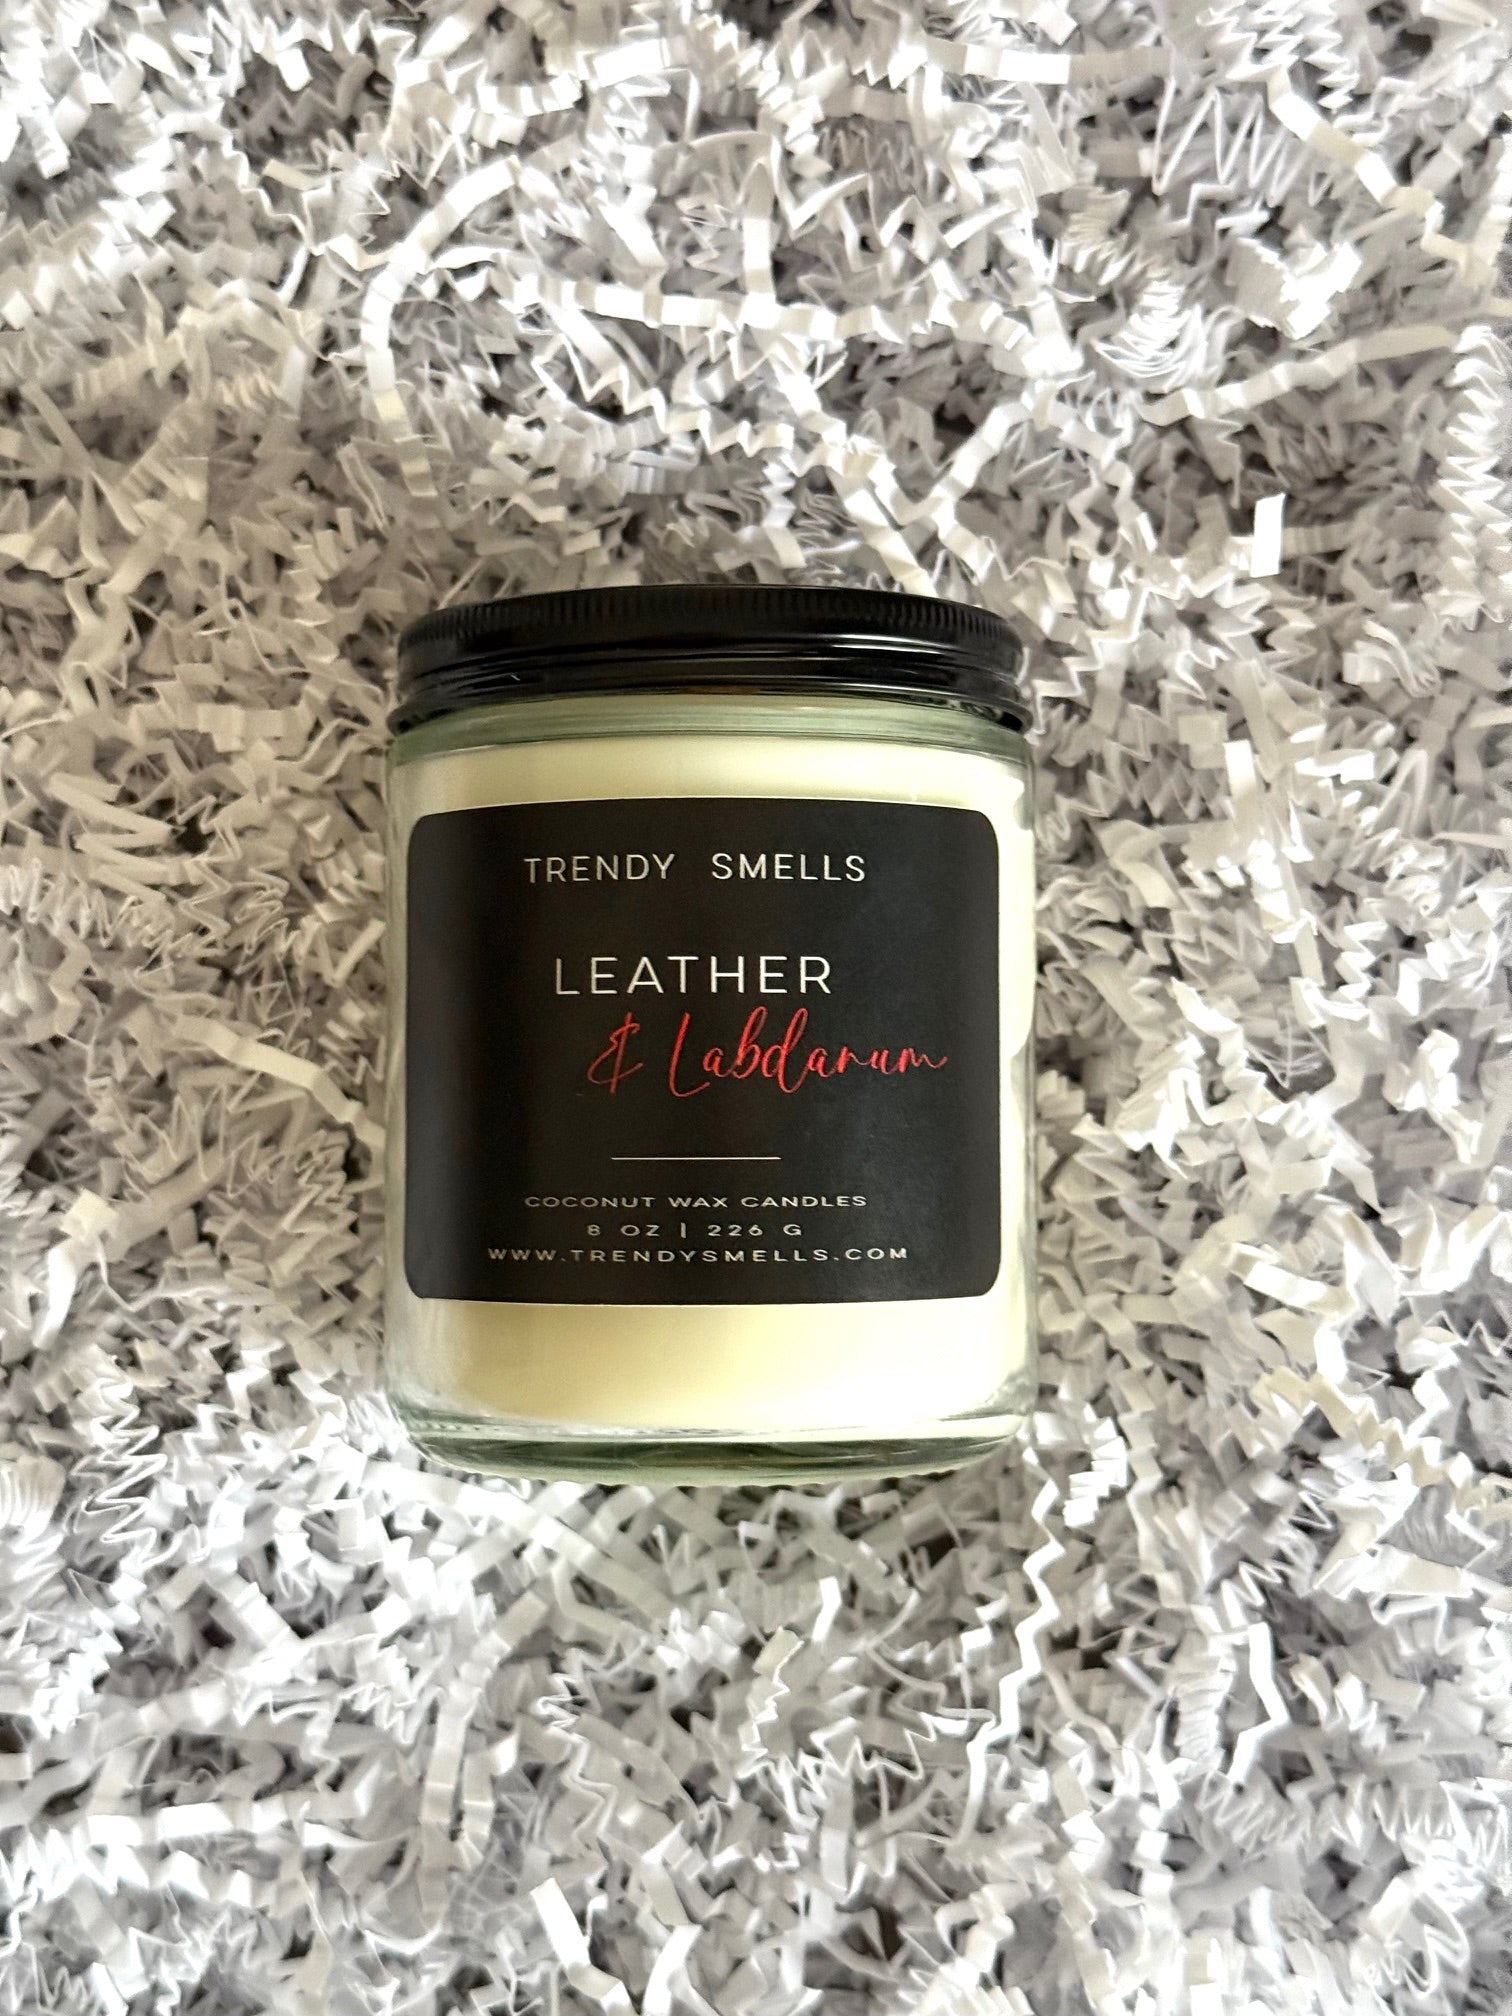 TRENDY SMELLS
LEATHER
& Labdanum
COCONUT WAX CANDLES
8 OZ | 226 G
WWW.TRENDYSMELLS.COM